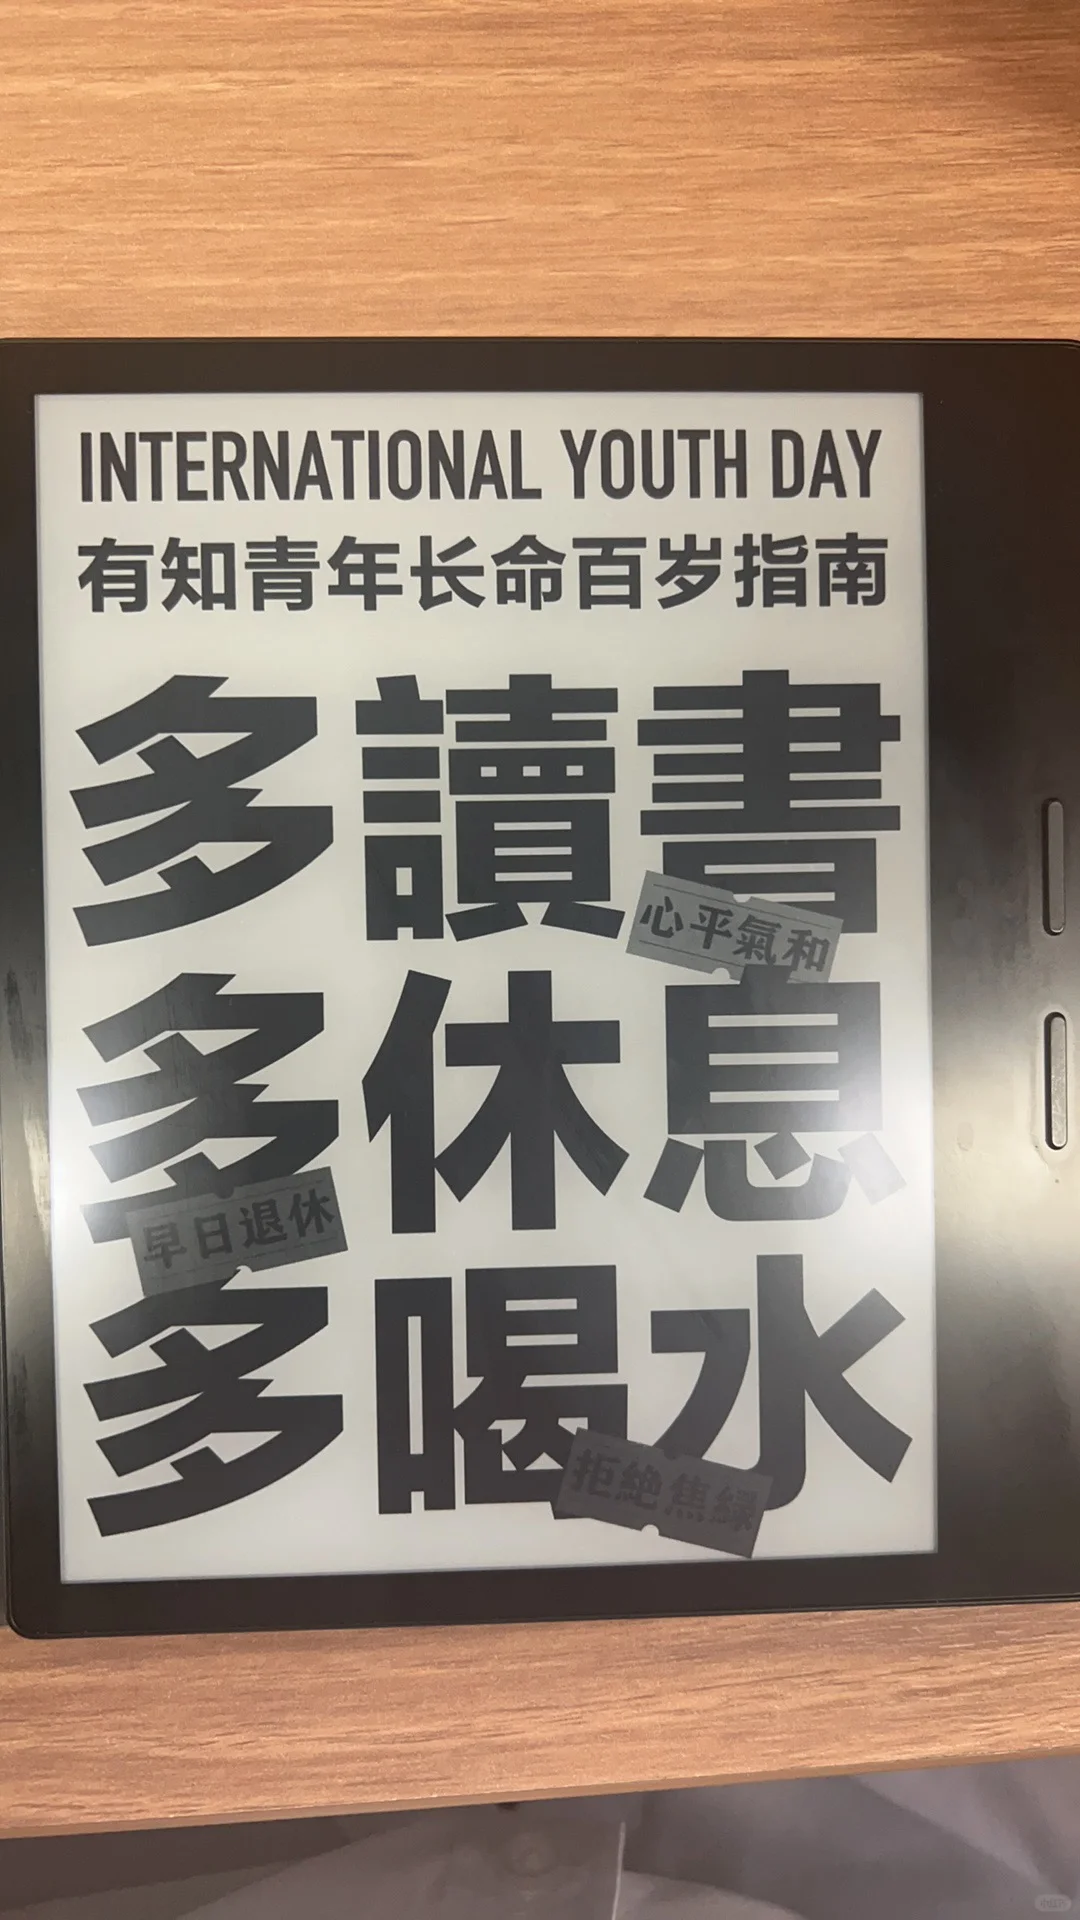 INTERNATIONAL YOUTH DAY
有知青年长命百岁指南
多讀書
心平氣和
多休息
早日退休
多喝水
拒絕焦緑